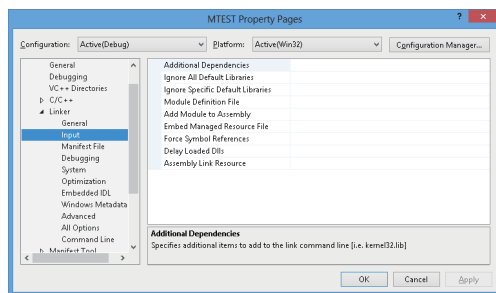 MTEST Property Pages
?
Configuration: Active(Debug) Platform: Active(Win32) Configuration Manager...
General
Debugging
VC++ Directories
C/C++
Linker
General
Input
Manifest File
Debugging
System
Optimization
Embedded IDL
Windows Metadata
Advanced
All Options
Command Line
Manifest Tool
Additional Dependencies
Ignore All Default Libraries
Ignore Specific Default Libraries
Module Definition File
Add Module to Assembly
Embed Managed Resource File
Force Symbol References
Delay Loaded Dlls
Assembly Link Resource
Additional Dependencies
Specifies additional items to add to the link command line [i.e. kernel32.lib]
OK Cancel Apply